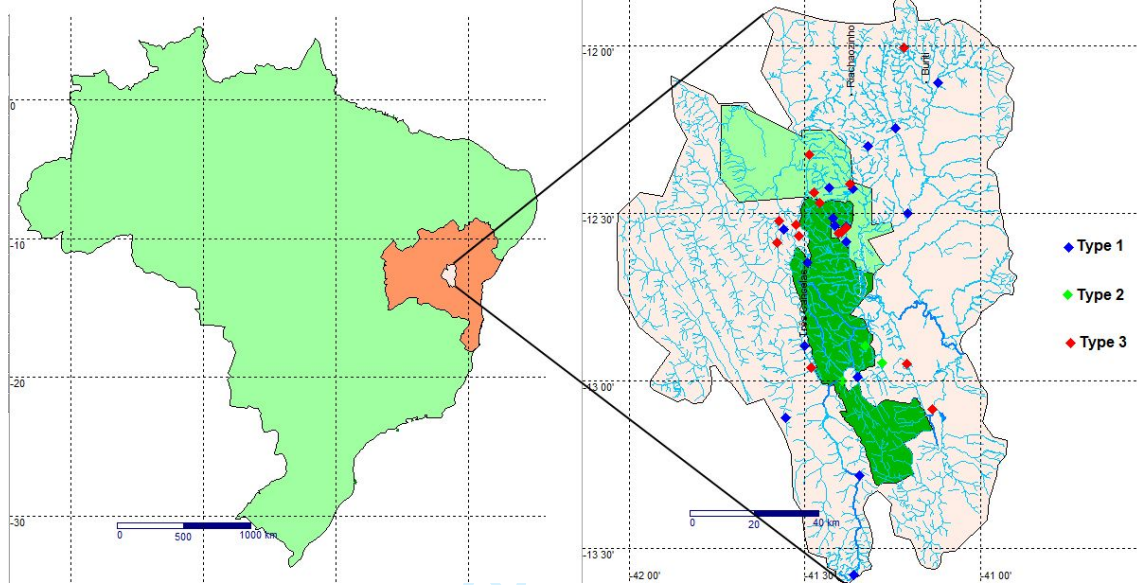 0
-10
-20
-30
0 500 1000 km
-12 00'
-12 30'
-13 00'
-13 30'
-42 00'
-41 30'
-41 00'
Riachaozinho
Buriti
0 20 40 km
Type 1
Type 2
Type 3